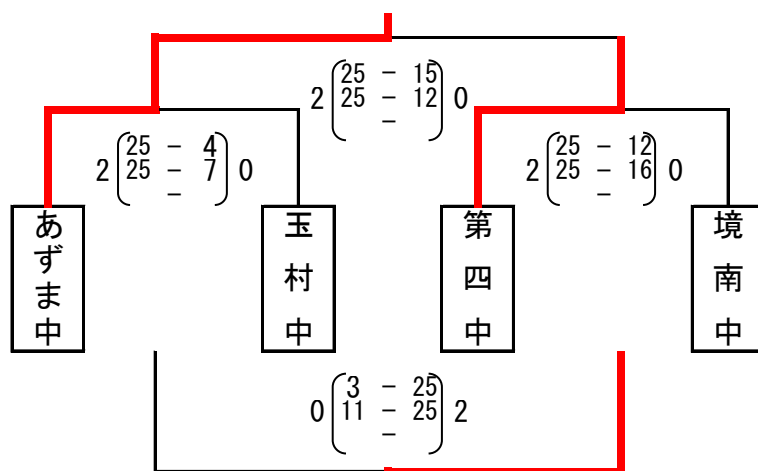 25 － 15
2 25 － 12 0
－
25 － 4
2 25 － 7 0
－
25 － 12
2 25 － 16 0
－
あずま中
玉村中
第四中
境南中
3 － 25
0 11 － 25 2
－